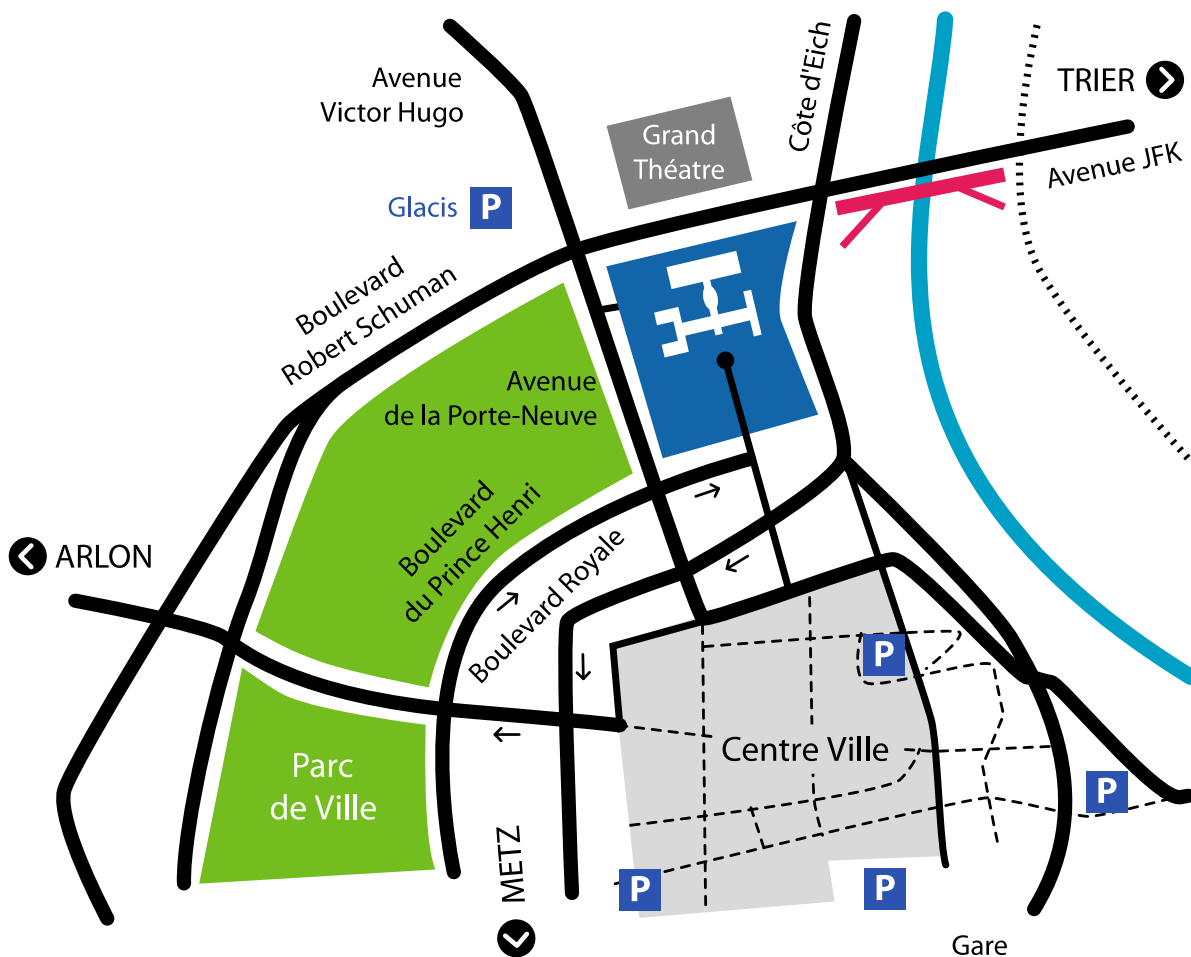 Avenue
Victor Hugo
Côte d'Eich
TRIER
Grand
Théatre
Avenue JFK
Glacis
P
Boulevard
Robert Schuman
Avenue
de la Porte-Neuve
Boulevard
du Prince Henri
ARLON
Boulevard Royale
P
Parc
de Ville
Centre Ville
P
METZ
P
P
Gare